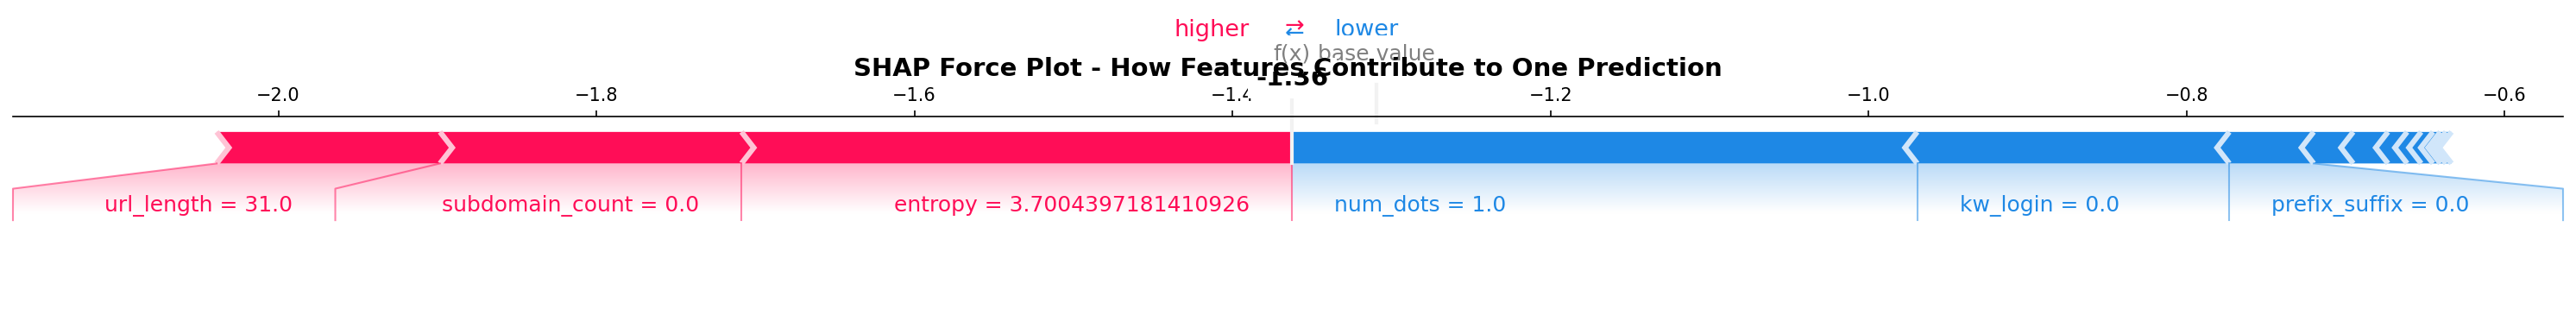 higher ⇄ lower
f(x) base value
SHAP Force Plot - How Features Contribute to One Prediction
-1.36
−2.0 −1.8 −1.6 −1.4 −1.2 −1.0 −0.8 −0.6
url_length = 31.0 subdomain_count = 0.0 entropy = 3.7004397181410926 num_dots = 1.0 kw_login = 0.0 prefix_suffix = 0.0